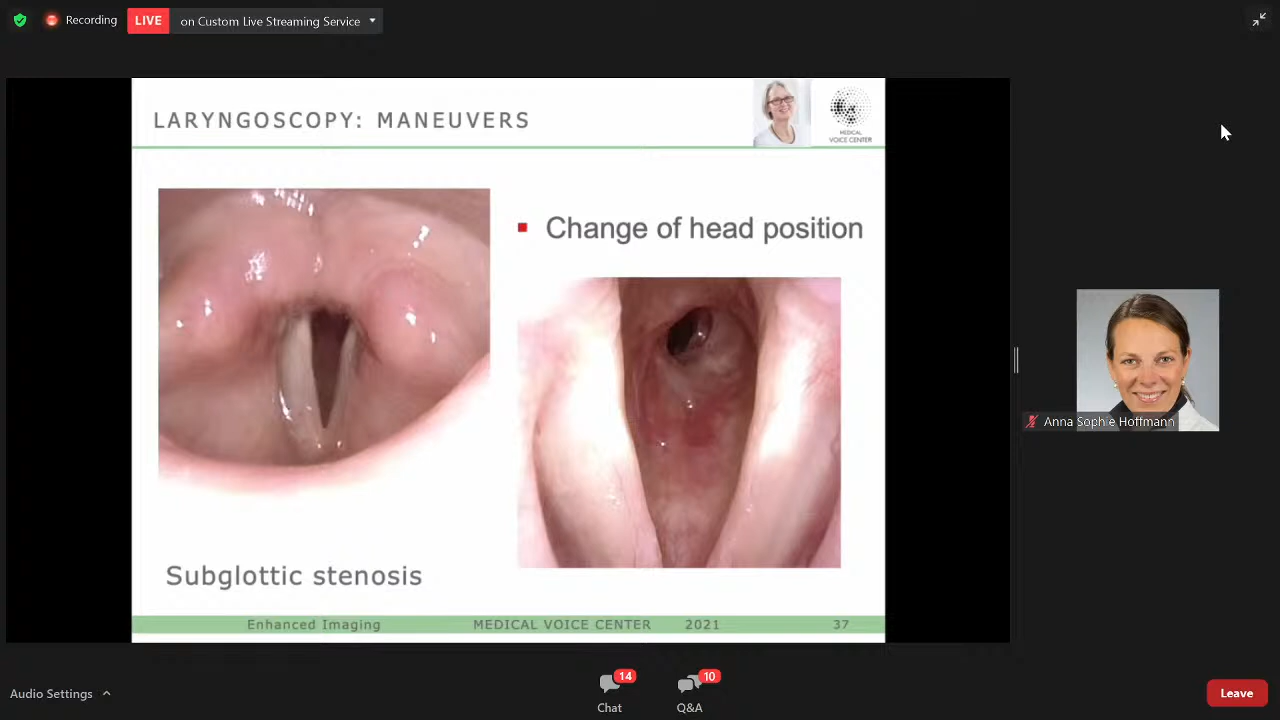 Recording
LIVE
on Custom Live Streaming Service
LARYNGOSCOPY: MANEUVERS
MEDICAL
VOICE CENTER
Change of head position
Subglottic stenosis
Enhanced Imaging MEDICAL VOICE CENTER 2021 37
Anna Sophie Hoffmann
Audio Settings
14
Chat
10
Q&A
Leave